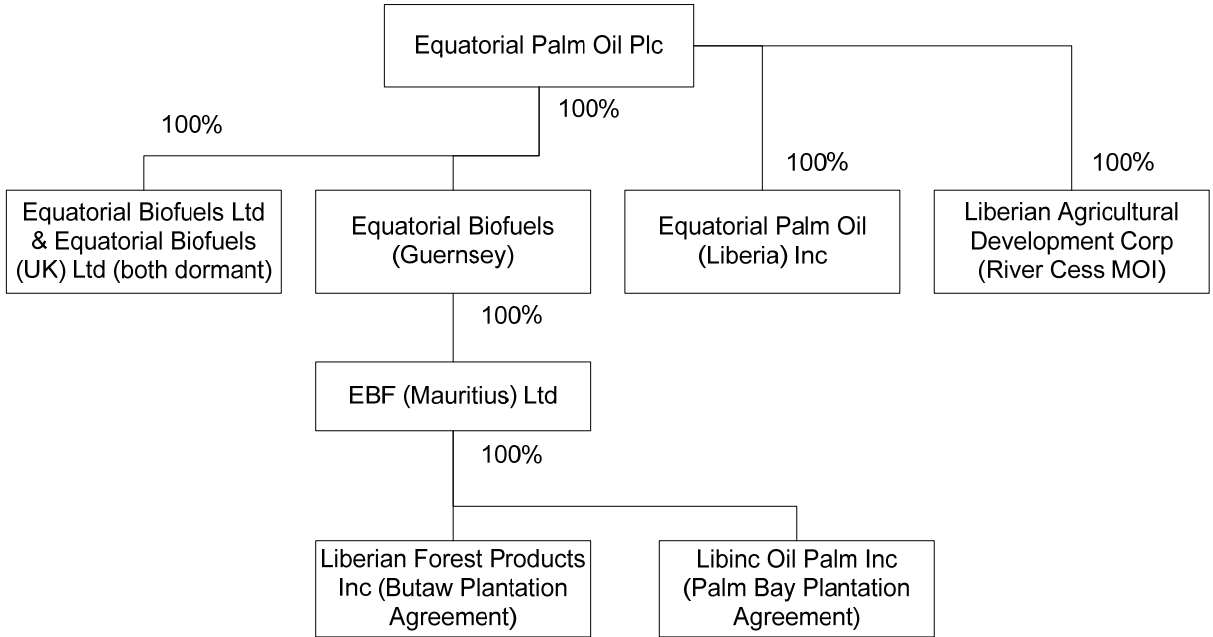 Equatorial Palm Oil Plc
100%
100%
100%
100%
Equatorial Biofuels Ltd
& Equatorial Biofuels
(UK) Ltd (both dormant)
Equatorial Biofuels
(Guernsey)
Equatorial Palm Oil
(Liberia) Inc
Liberian Agricultural
Development Corp
(River Cess MOI)
100%
EBF (Mauritius) Ltd
100%
Liberian Forest Products
Inc (Butaw Plantation
Agreement)
Libinc Oil Palm Inc
(Palm Bay Plantation
Agreement)